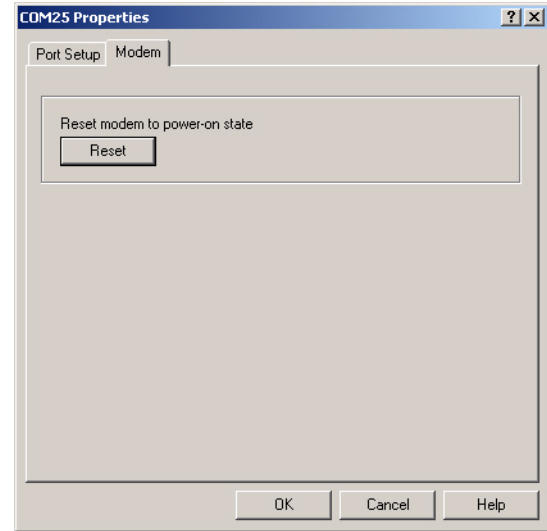 COM25 Properties
Port Setup Modem
Reset modem to power-on state
Reset
OK Cancel Help